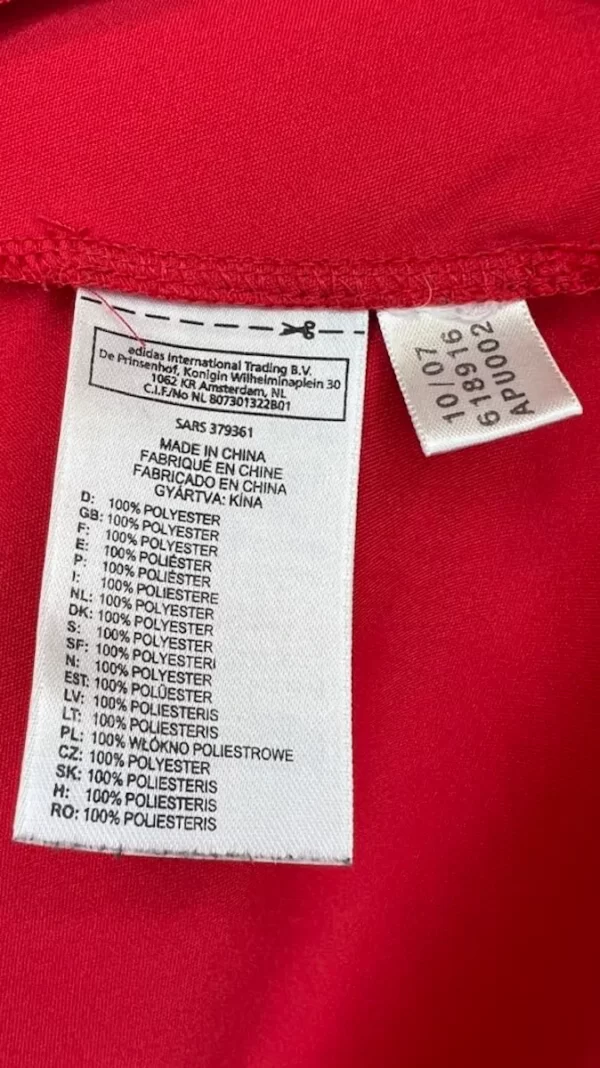 adidas International Trading B.V.
De Prinsenhof, Konigin Wilhelminaplein 30
1062 KR Amsterdam, NL
C.I.F./No NL 807301322B01
SARS 379361
MADE IN CHINA
FABRIQUÉ EN CHINE
FABRICADO EN CHINA
GYÁRTVA: KÍNA
D: 100% POLYESTER
GB: 100% POLYESTER
F: 100% POLYESTER
E: 100% POLIÉSTER
P: 100% POLIÉSTER
I: 100% POLIESTERE
NL: 100% POLYESTER
DK: 100% POLYESTER
S: 100% POLYESTER
SF: 100% POLYESTERI
N: 100% POLYESTER
EST: 100% POLÜESTER
LV: 100% POLIESTERIS
LT: 100% POLIESTERIS
PL: 100% WŁÓKNO POLIESTROWE
CZ: 100% POLYESTER
SK: 100% POLIESTERIS
H: 100% POLIESTERIS
RO: 100% POLIESTERIS
10/07
618916
APU002